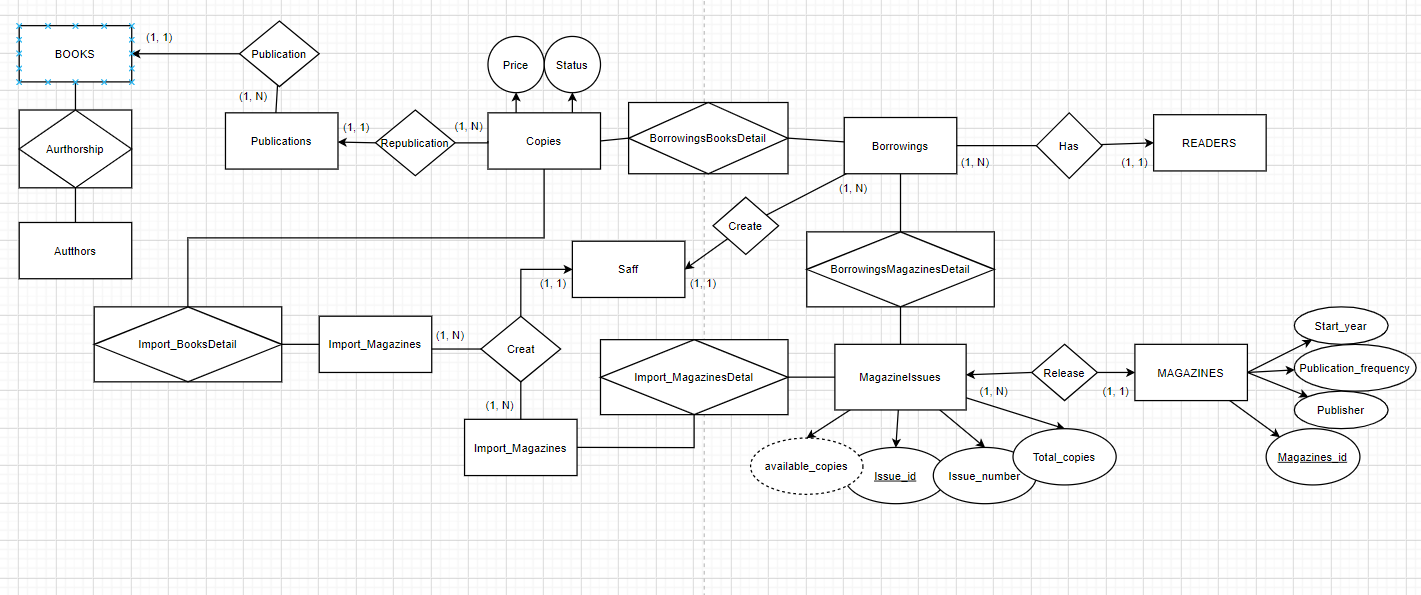 BOOKS
(1, 1)
Publication
(1, N)
Price
Status
Aurthorship
Publications
(1, 1)
Republication
(1, N)
Copies
BorrowingsBooksDetail
Borrowings
(1, N)
Has
(1, 1)
READERS
(1, N)
Create
Autthors
Saff
(1, 1)
(1, 1)
BorrowingsMagazinesDetail
Import_BooksDetail
Import_Magazines
(1, N)
Creat
(1, N)
Import_MagazinesDetal
MagazineIssues
(1, N)
Release
(1, 1)
MAGAZINES
Start_year
Publication_frequency
Publisher
Magazines_id
Import_Magazines
available_copies
Issue_id
Issue_number
Total_copies